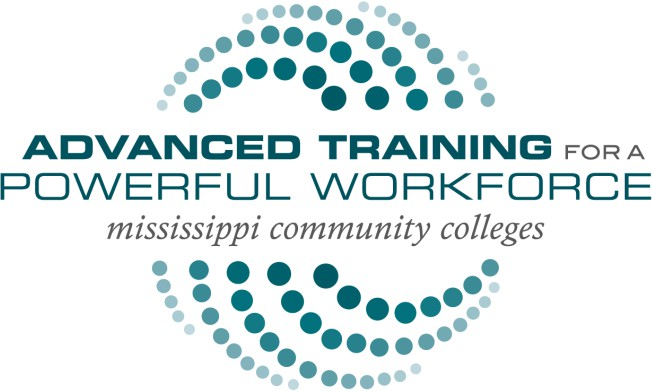 ADVANCED TRAINING FOR A
POWERFUL WORKFORCE
mississippi community colleges